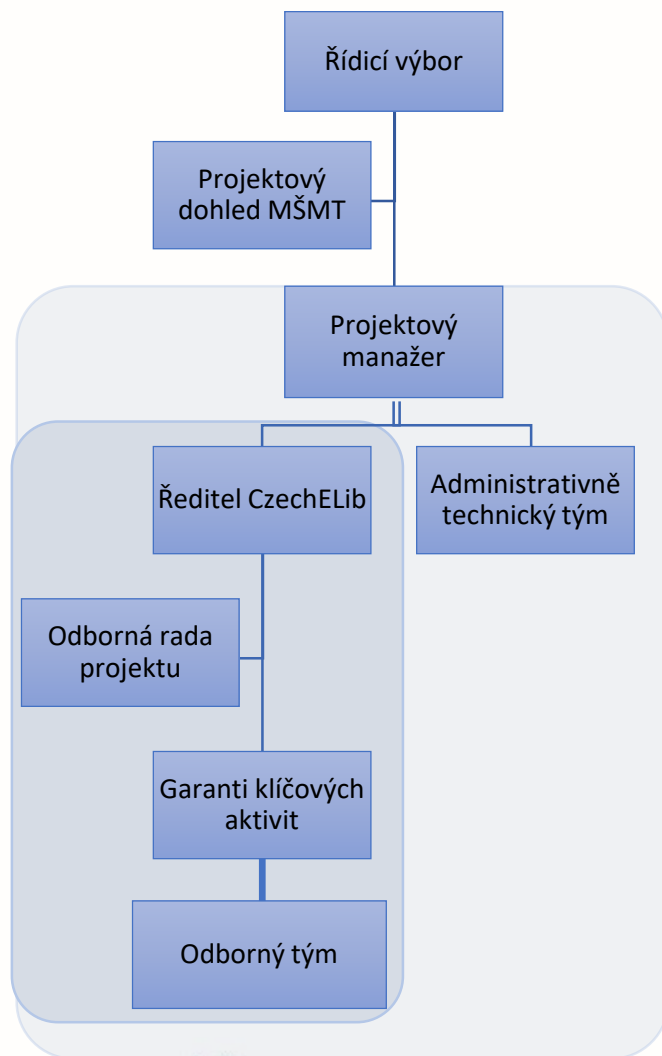 Řídicí výbor
Projektový
dohled MŠMT
Projektový
manažer
Ředitel CzechELib
Administrativně
technický tým
Odborná rada
projektu
Garanti klíčových
aktivit
Odborný tým